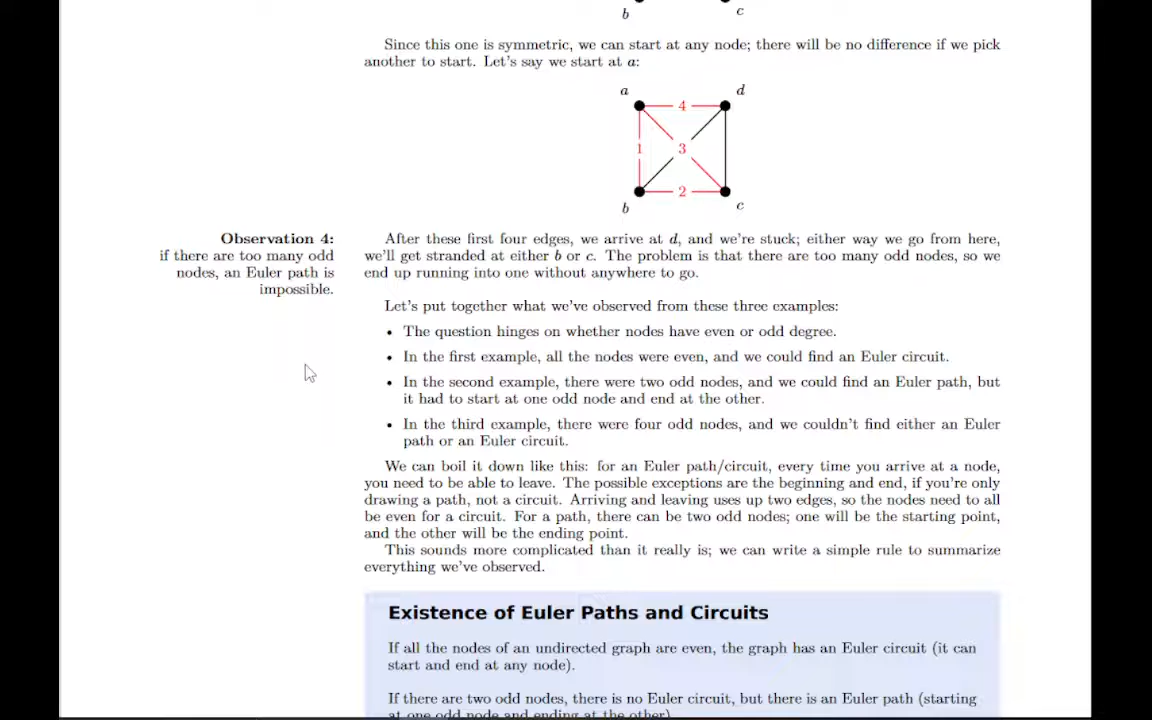 b c
Since this one is symmetric, we can start at any node; there will be no difference if we pick
another to start. Let's say we start at a:
a d
4
1 3
2
b c
Observation 4:
if there are too many odd
nodes, an Euler path is
impossible.
After these first four edges, we arrive at d, and we're stuck; either way we go from here,
we'll get stranded at either b or c. The problem is that there are too many odd nodes, so we
end up running into one without anywhere to go.
Let's put together what we've observed from these three examples:
• The question hinges on whether nodes have even or odd degree.
• In the first example, all the nodes were even, and we could find an Euler circuit.
• In the second example, there were two odd nodes, and we could find an Euler path, but
it had to start at one odd node and end at the other.
• In the third example, there were four odd nodes, and we couldn't find either an Euler
path or an Euler circuit.
We can boil it down like this: for an Euler path/circuit, every time you arrive at a node,
you need to be able to leave. The possible exceptions are the beginning and end, if you're only
drawing a path, not a circuit. Arriving and leaving uses up two edges, so the nodes need to all
be even for a circuit. For a path, there can be two odd nodes; one will be the starting point,
and the other will be the ending point.
This sounds more complicated than it really is; we can write a simple rule to summarize
everything we've observed.
Existence of Euler Paths and Circuits
If all the nodes of an undirected graph are even, the graph has an Euler circuit (it can
start and end at any node).
If there are two odd nodes, there is no Euler circuit, but there is an Euler path (starting
at one odd node and ending at the other)